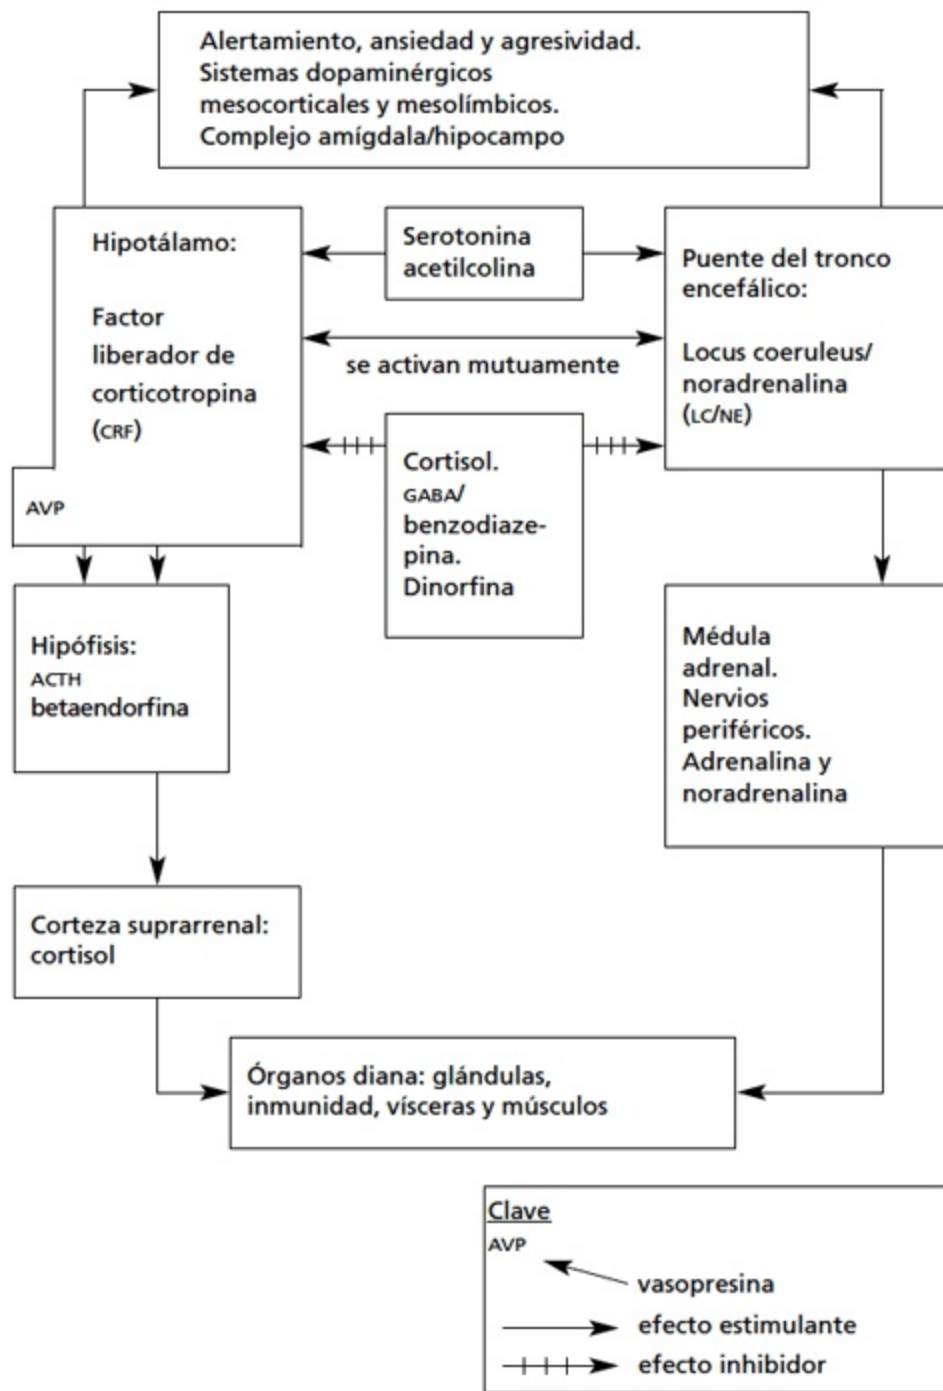 Alertamiento, ansiedad y agresividad.
Sistemas dopaminérgicos
mesocorticales y mesolímbicos.
Complejo amígdala/hipocampo
Hipotálamo:
Factor
liberador de
corticotropina
(CRF)
AVP
Serotonina
acetilcolina
se activan mutuamente
Cortisol.
GABA/
benzodiaze-
pina.
Dinorfina
Puente del tronco
encefálico:
Locus coeruleus/
noradrenalina
(LC/NE)
Hipófisis:
ACTH
betaendorfina
Médula
adrenal.
Nervios
periféricos.
Adrenalina y
noradrenalina
Corteza suprarrenal:
cortisol
Órganos diana: glándulas,
inmunidad, vísceras y músculos
Clave
AVP
vasopresina
efecto estimulante
efecto inhibidor